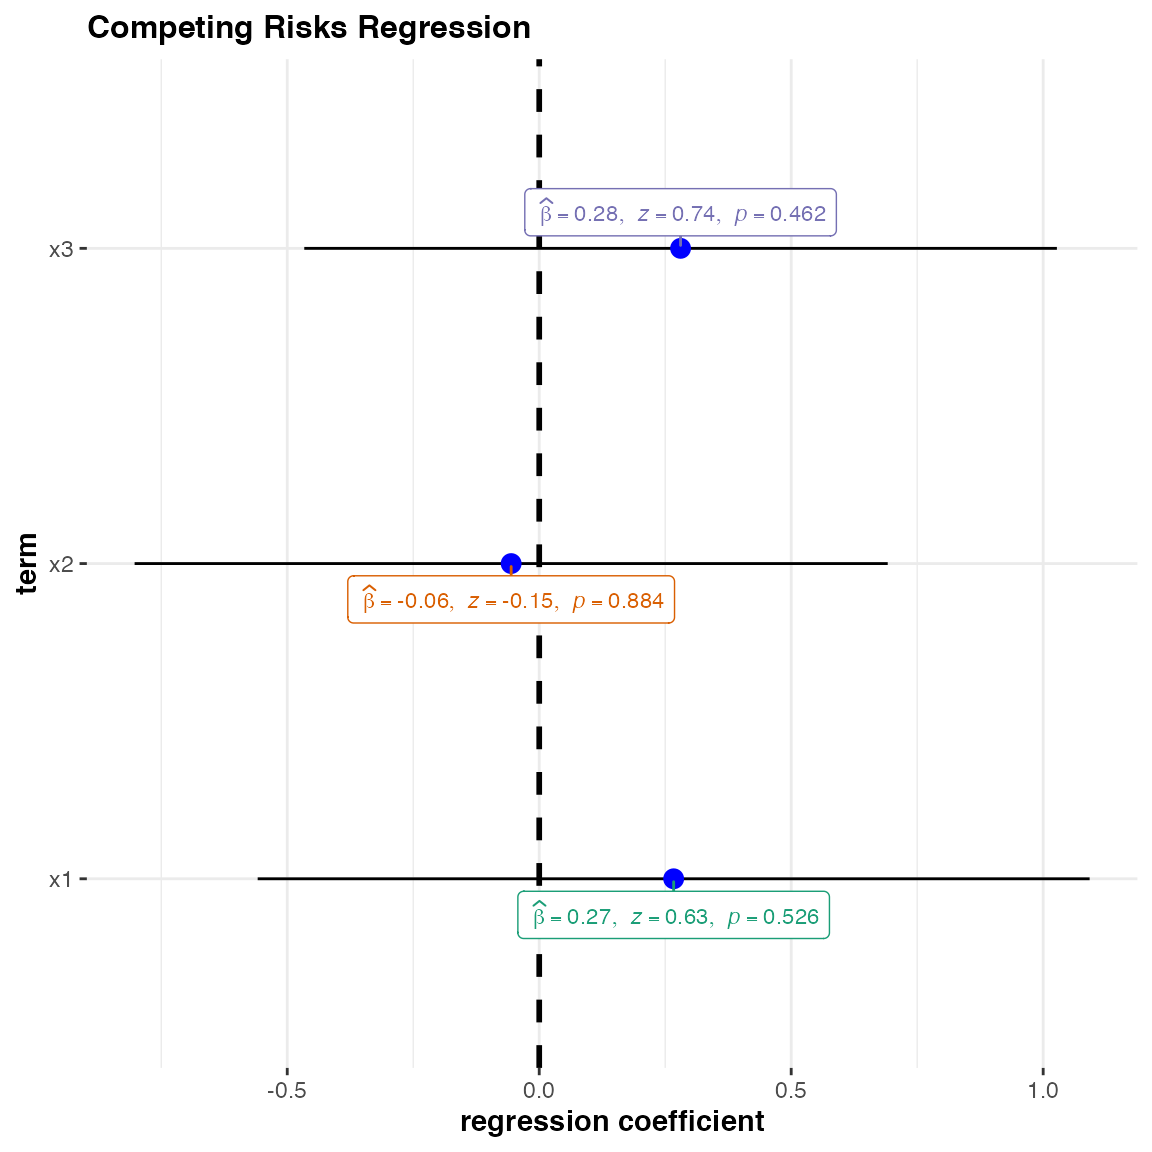 Competing Risks Regression
β̂ = 0.28, z = 0.74, p = 0.462
x3
term
x2
β̂ = -0.06, z = -0.15, p = 0.884
x1
β̂ = 0.27, z = 0.63, p = 0.526
-0.5 0.0 0.5 1.0
regression coefficient